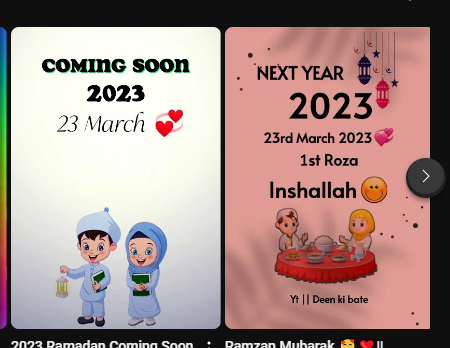 COMING SOON
2023
23 March 💞
NEXT YEAR
2023
23rd March 2023💞
1st Roza
Inshallah😊
Yt || Deen ki bate
2023 Ramadan Coming Soon
Ramzan Mubarak 🥰 ❤️!!